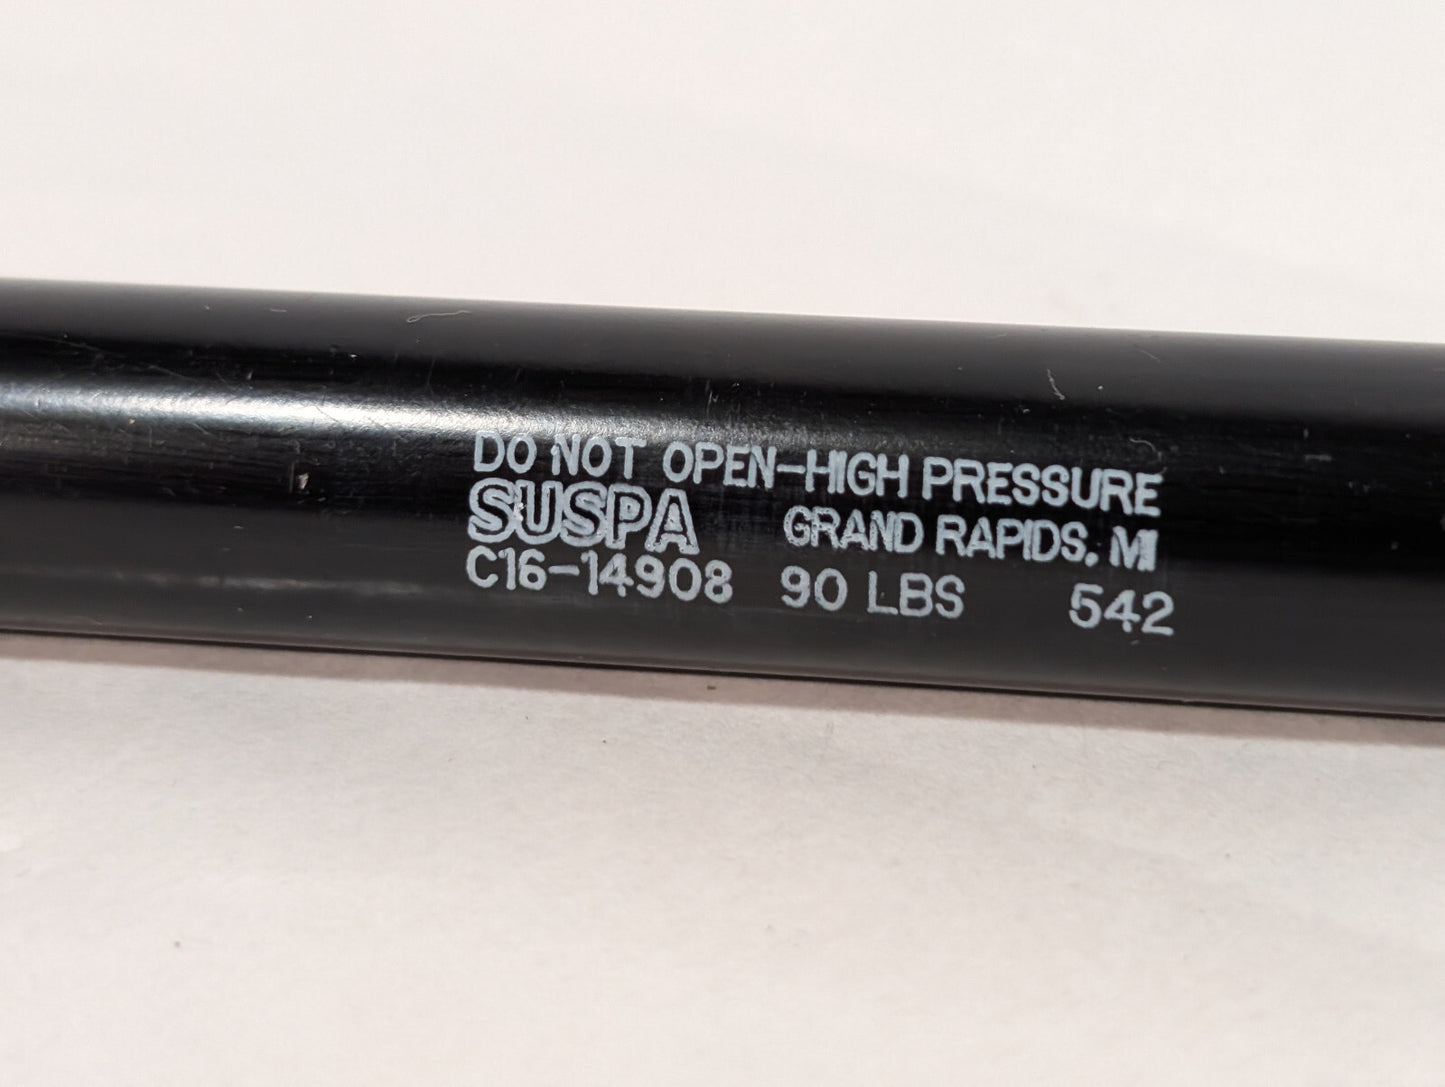 DO NOT OPEN-HIGH PRESSURE
SUSPA GRAND RAPIDS, MI
C16-14908 90 LBS 542